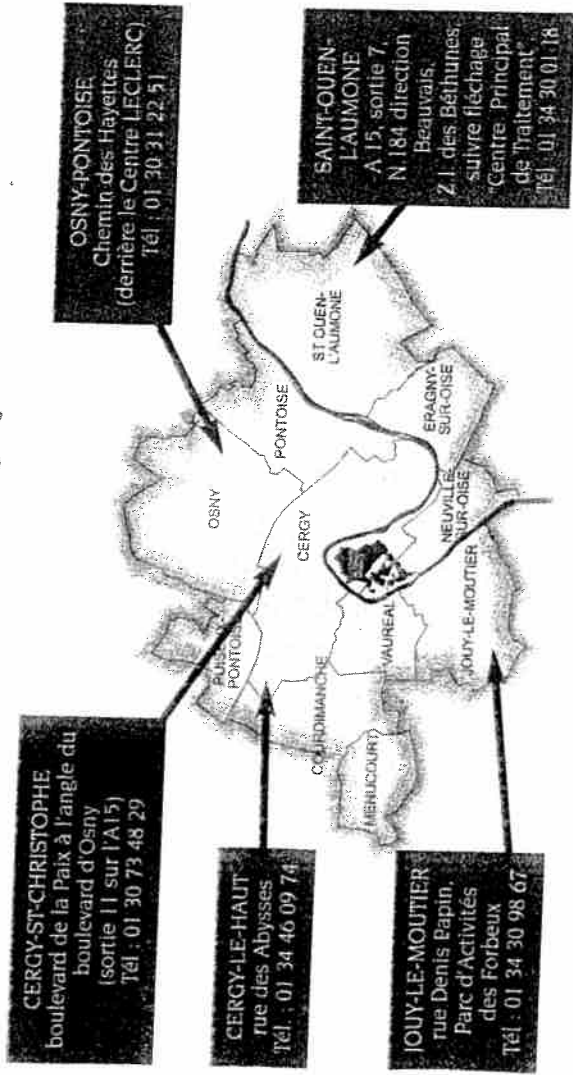 CERGY-ST-CHRISTOPHE
boulevard de la Paix à l'angle du
boulevard d'Osny
(sortie 11 sur l'A15)
Tél : 01 30 73 48 29
OSNY-PONTOISE
Chemin des Hayettes
(derrière le Centre LECLERC)
Tél : 01 30 31 22 51
CERGY-LE-HAUT
rue des Abysses
Tél. : 01 34 46 09 74
JOUY-LE-MOUTIER
rue Denis Papin,
Parc d'Activités
des Forbeux
Tél : 01 34 30 98 67
SAINT-OUEN-
L'AUMONE
A 15, sortie 7,
N 184 direction
Beauvais,
Z.I. des Béthunes,
suivre fléchage
Centre Principal
de Traitement"
Tél : 01 34 30 01 18
OSNY
PONTOISE
PONTOISE
CERGY
ST OUEN-
L'AUMONE
COURDIMANCHE
MENUCOURT
VAUREAL
JOUY-LE-MOUTIER
NEUVILLE-
SUR-OISE
ERAGNY-
SUR-OISE